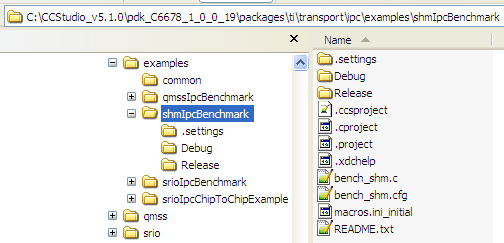 C:\CCStudio_v5.1.0\pdk_C6678_1_0_0_19\packages\ti\transport\ipc\examples\shmIpcBenchmark
Name
examples
common
qmssIpcBenchmark
shmIpcBenchmark
.settings
Debug
Release
srioIpcBenchmark
srioIpcChipToChipExample
qmss
srio
.settings
Debug
Release
.ccsproject
.cproject
.project
.xdchelp
bench_shm.c
bench_shm.cfg
macros.ini_initial
README.txt